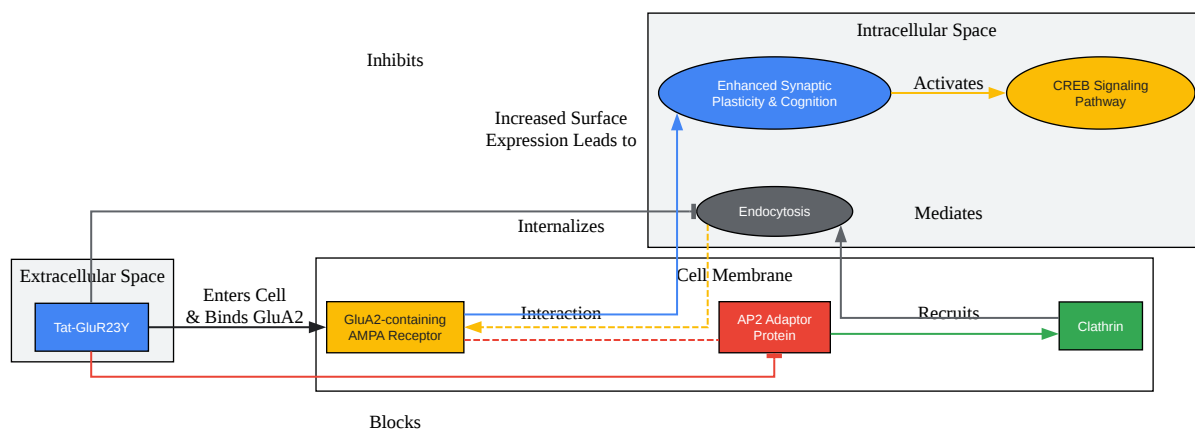 Intracellular Space
Inhibits
Enhanced Synaptic
Plasticity & Cognition
Activates
CREB Signaling
Pathway
Increased Surface
Expression Leads to
Endocytosis
Mediates
Internalizes
Extracellular Space
Cell Membrane
Enters Cell
& Binds GluA2
Tat-GluR23Y
GluA2-containing
AMPA Receptor
Interaction
AP2 Adaptor
Protein
Recruits
Clathrin
Blocks